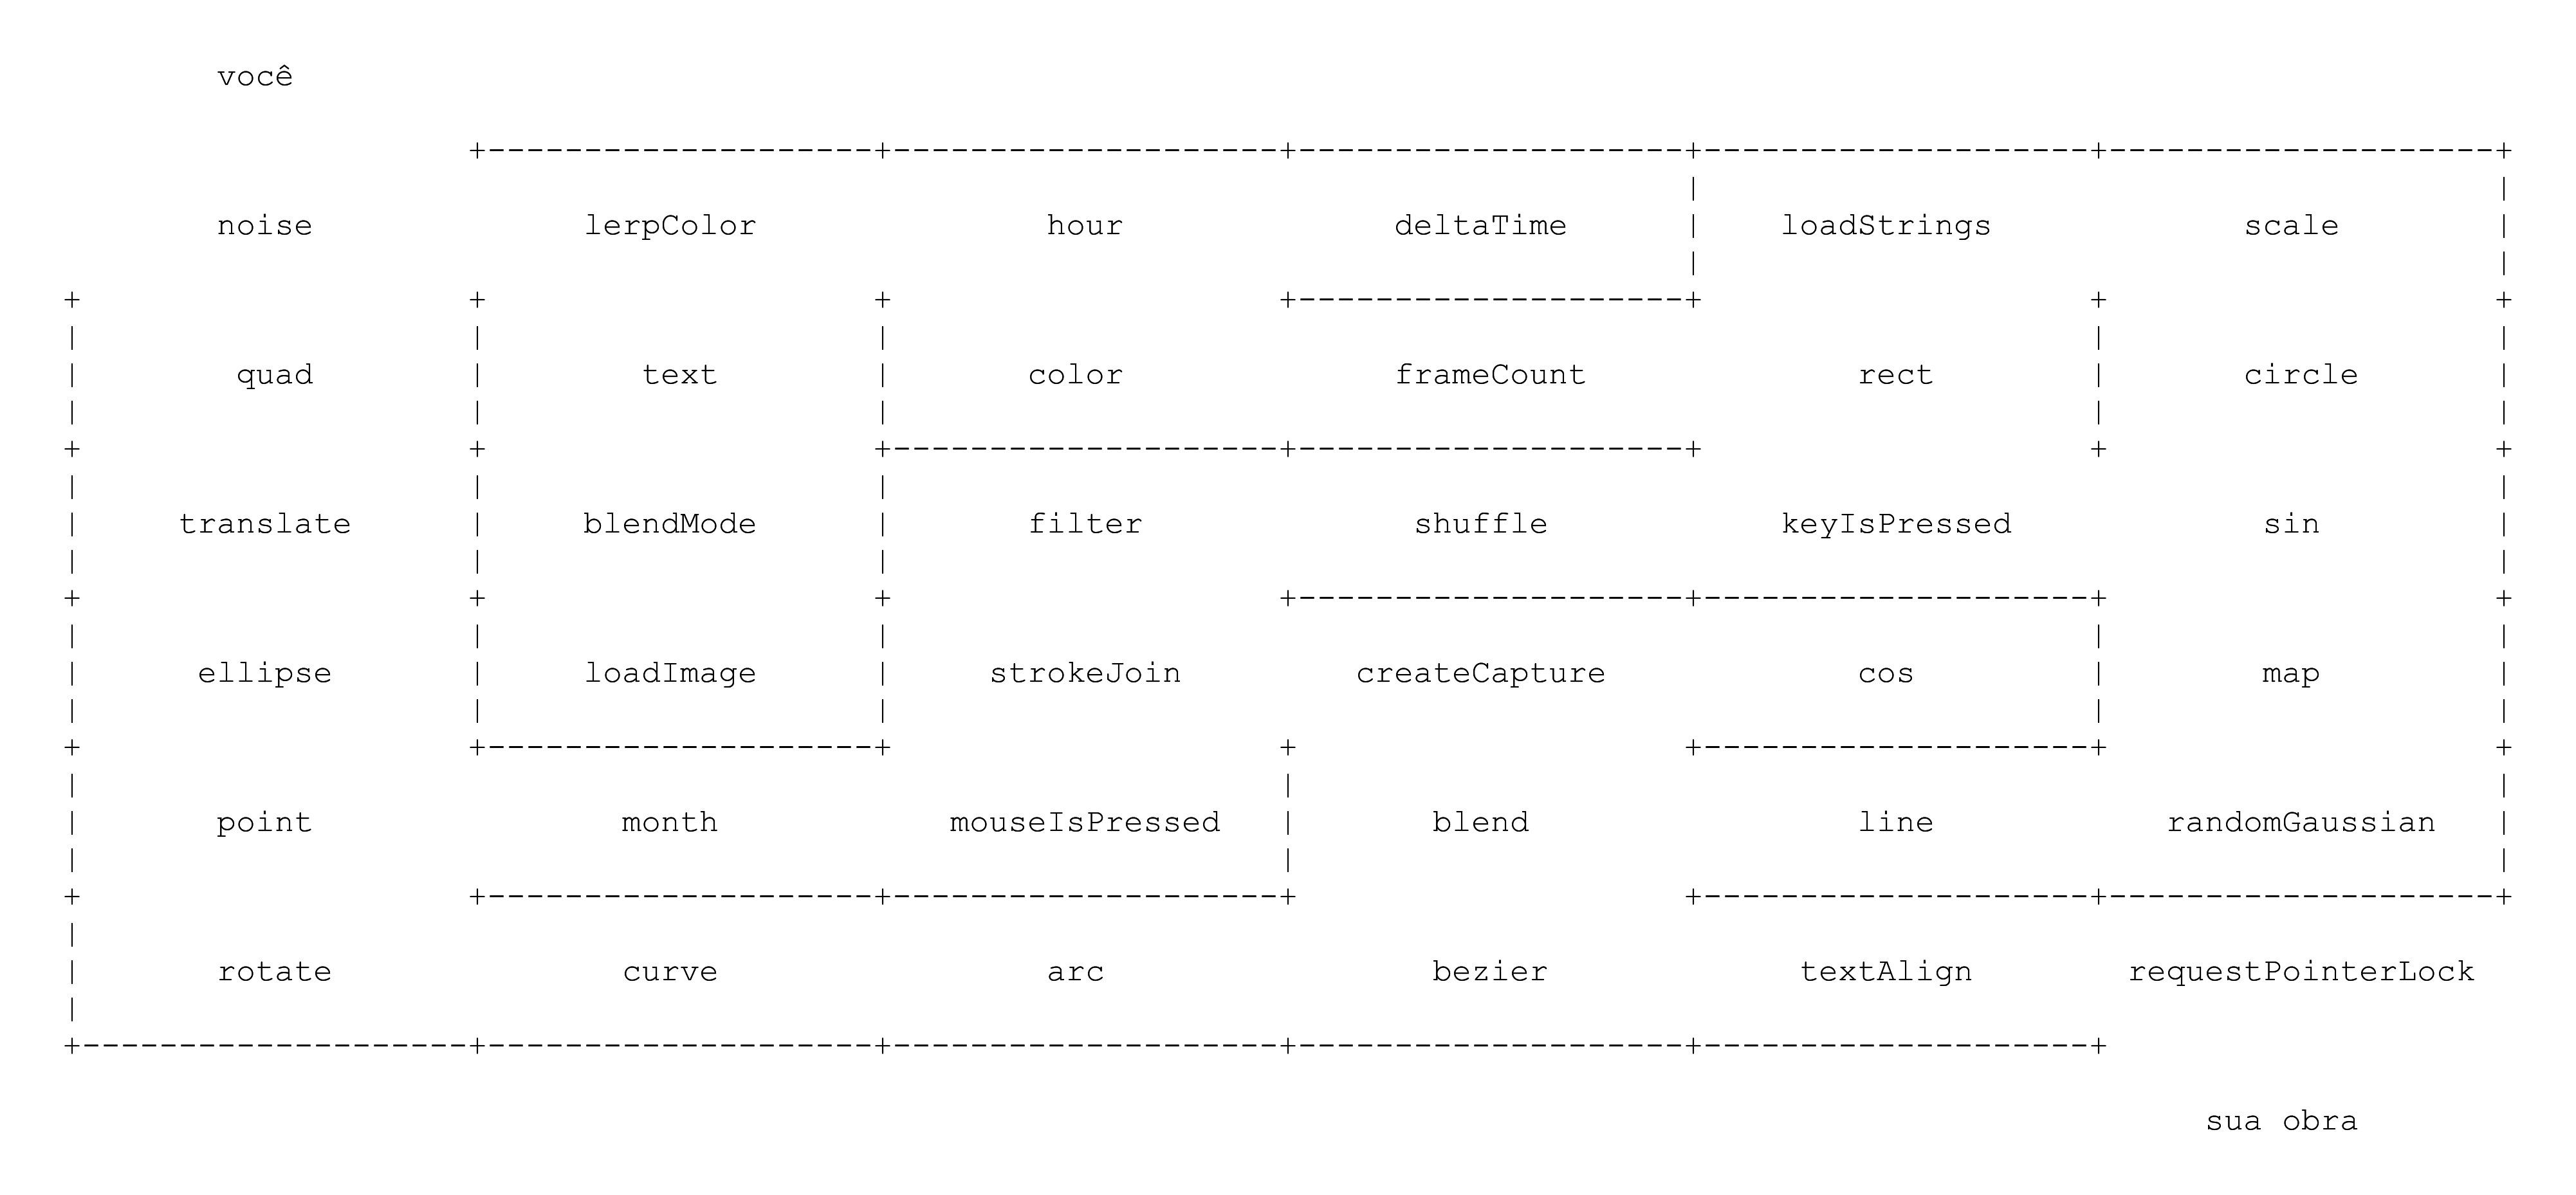 você
noise lerpColor hour deltaTime loadStrings scale
quad text color frameCount rect circle
translate blendMode filter shuffle keyIsPressed sin
ellipse loadImage strokeJoin createCapture cos map
point month mouseIsPressed blend line randomGaussian
rotate curve arc bezier textAlign requestPointerLock
sua obra